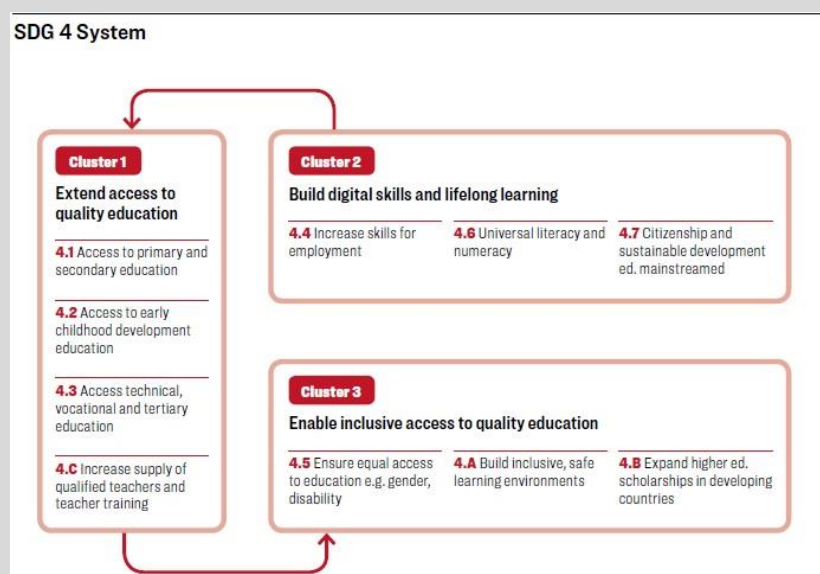 SDG 4 System
Cluster 1
Extend access to
quality education
4.1 Access to primary and
secondary education
4.2 Access to early
childhood development
education
4.3 Access technical,
vocational and tertiary
education
4.C Increase supply of
qualified teachers and
teacher training
Cluster 2
Build digital skills and lifelong learning
4.4 Increase skills for
employment
4.6 Universal literacy and
numeracy
4.7 Citizenship and
sustainable development
ed. mainstreamed
Cluster 3
Enable inclusive access to quality education
4.5 Ensure equal access
to education e.g. gender,
disability
4.A Build inclusive, safe
learning environments
4.B Expand higher ed.
scholarships in developing
countries